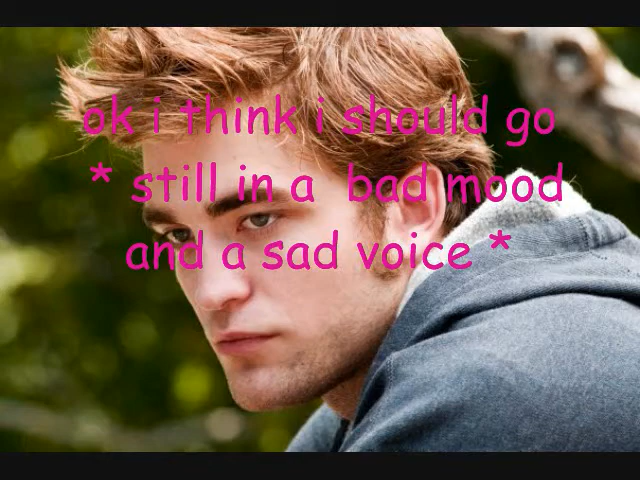 ok i think i should go
* still in a bad mood
and a sad voice *